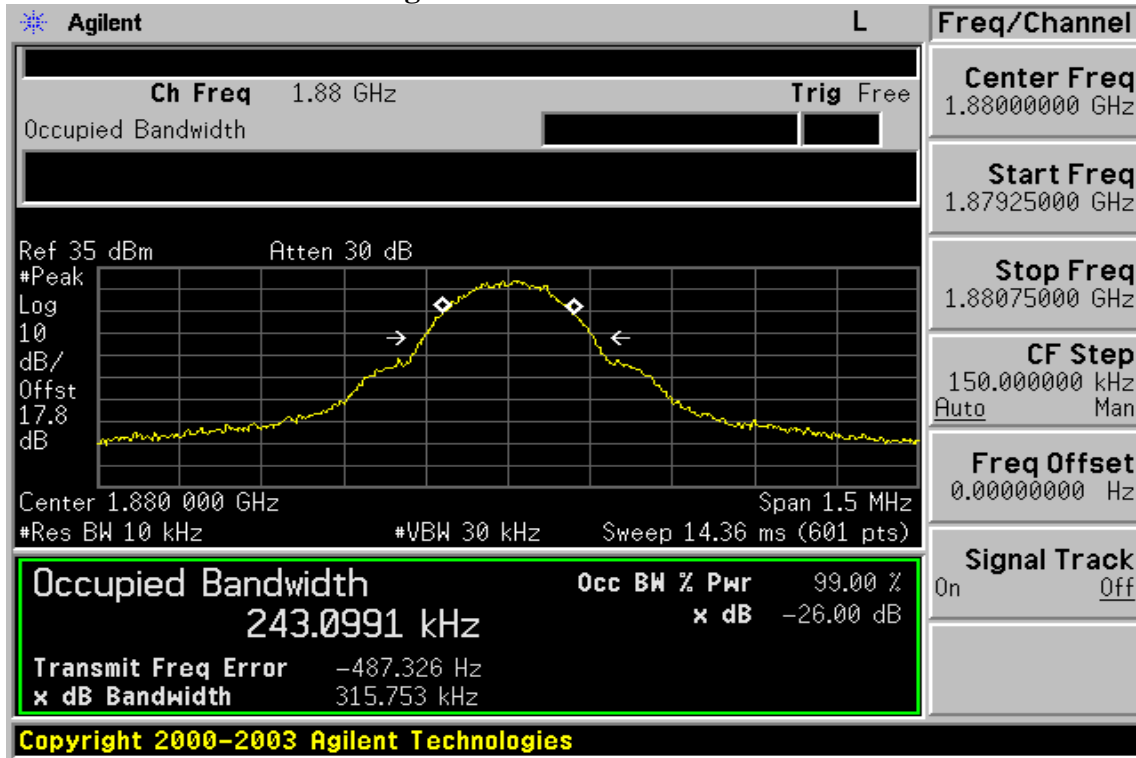 Agilent L Freq/Channel
Ch Freq 1.88 GHz Trig Free
Occupied Bandwidth
Center Freq
1.88000000 GHz
Start Freq
1.87925000 GHz
Stop Freq
1.88075000 GHz
CF Step
150.000000 kHz
Auto Man
Freq Offset
0.00000000 Hz
Signal Track
On Off
Ref 35 dBm Atten 30 dB
#Peak
Log
10
dB/
Offst
17.8
dB
Center 1.880 000 GHz Span 1.5 MHz
#Res BW 10 kHz #VBW 30 kHz Sweep 14.36 ms (601 pts)
Occupied Bandwidth Occ BW % Pwr 99.00 %
243.0991 kHz x dB -26.00 dB
Transmit Freq Error -487.326 Hz
x dB Bandwidth 315.753 kHz
Copyright 2000-2003 Agilent Technologies